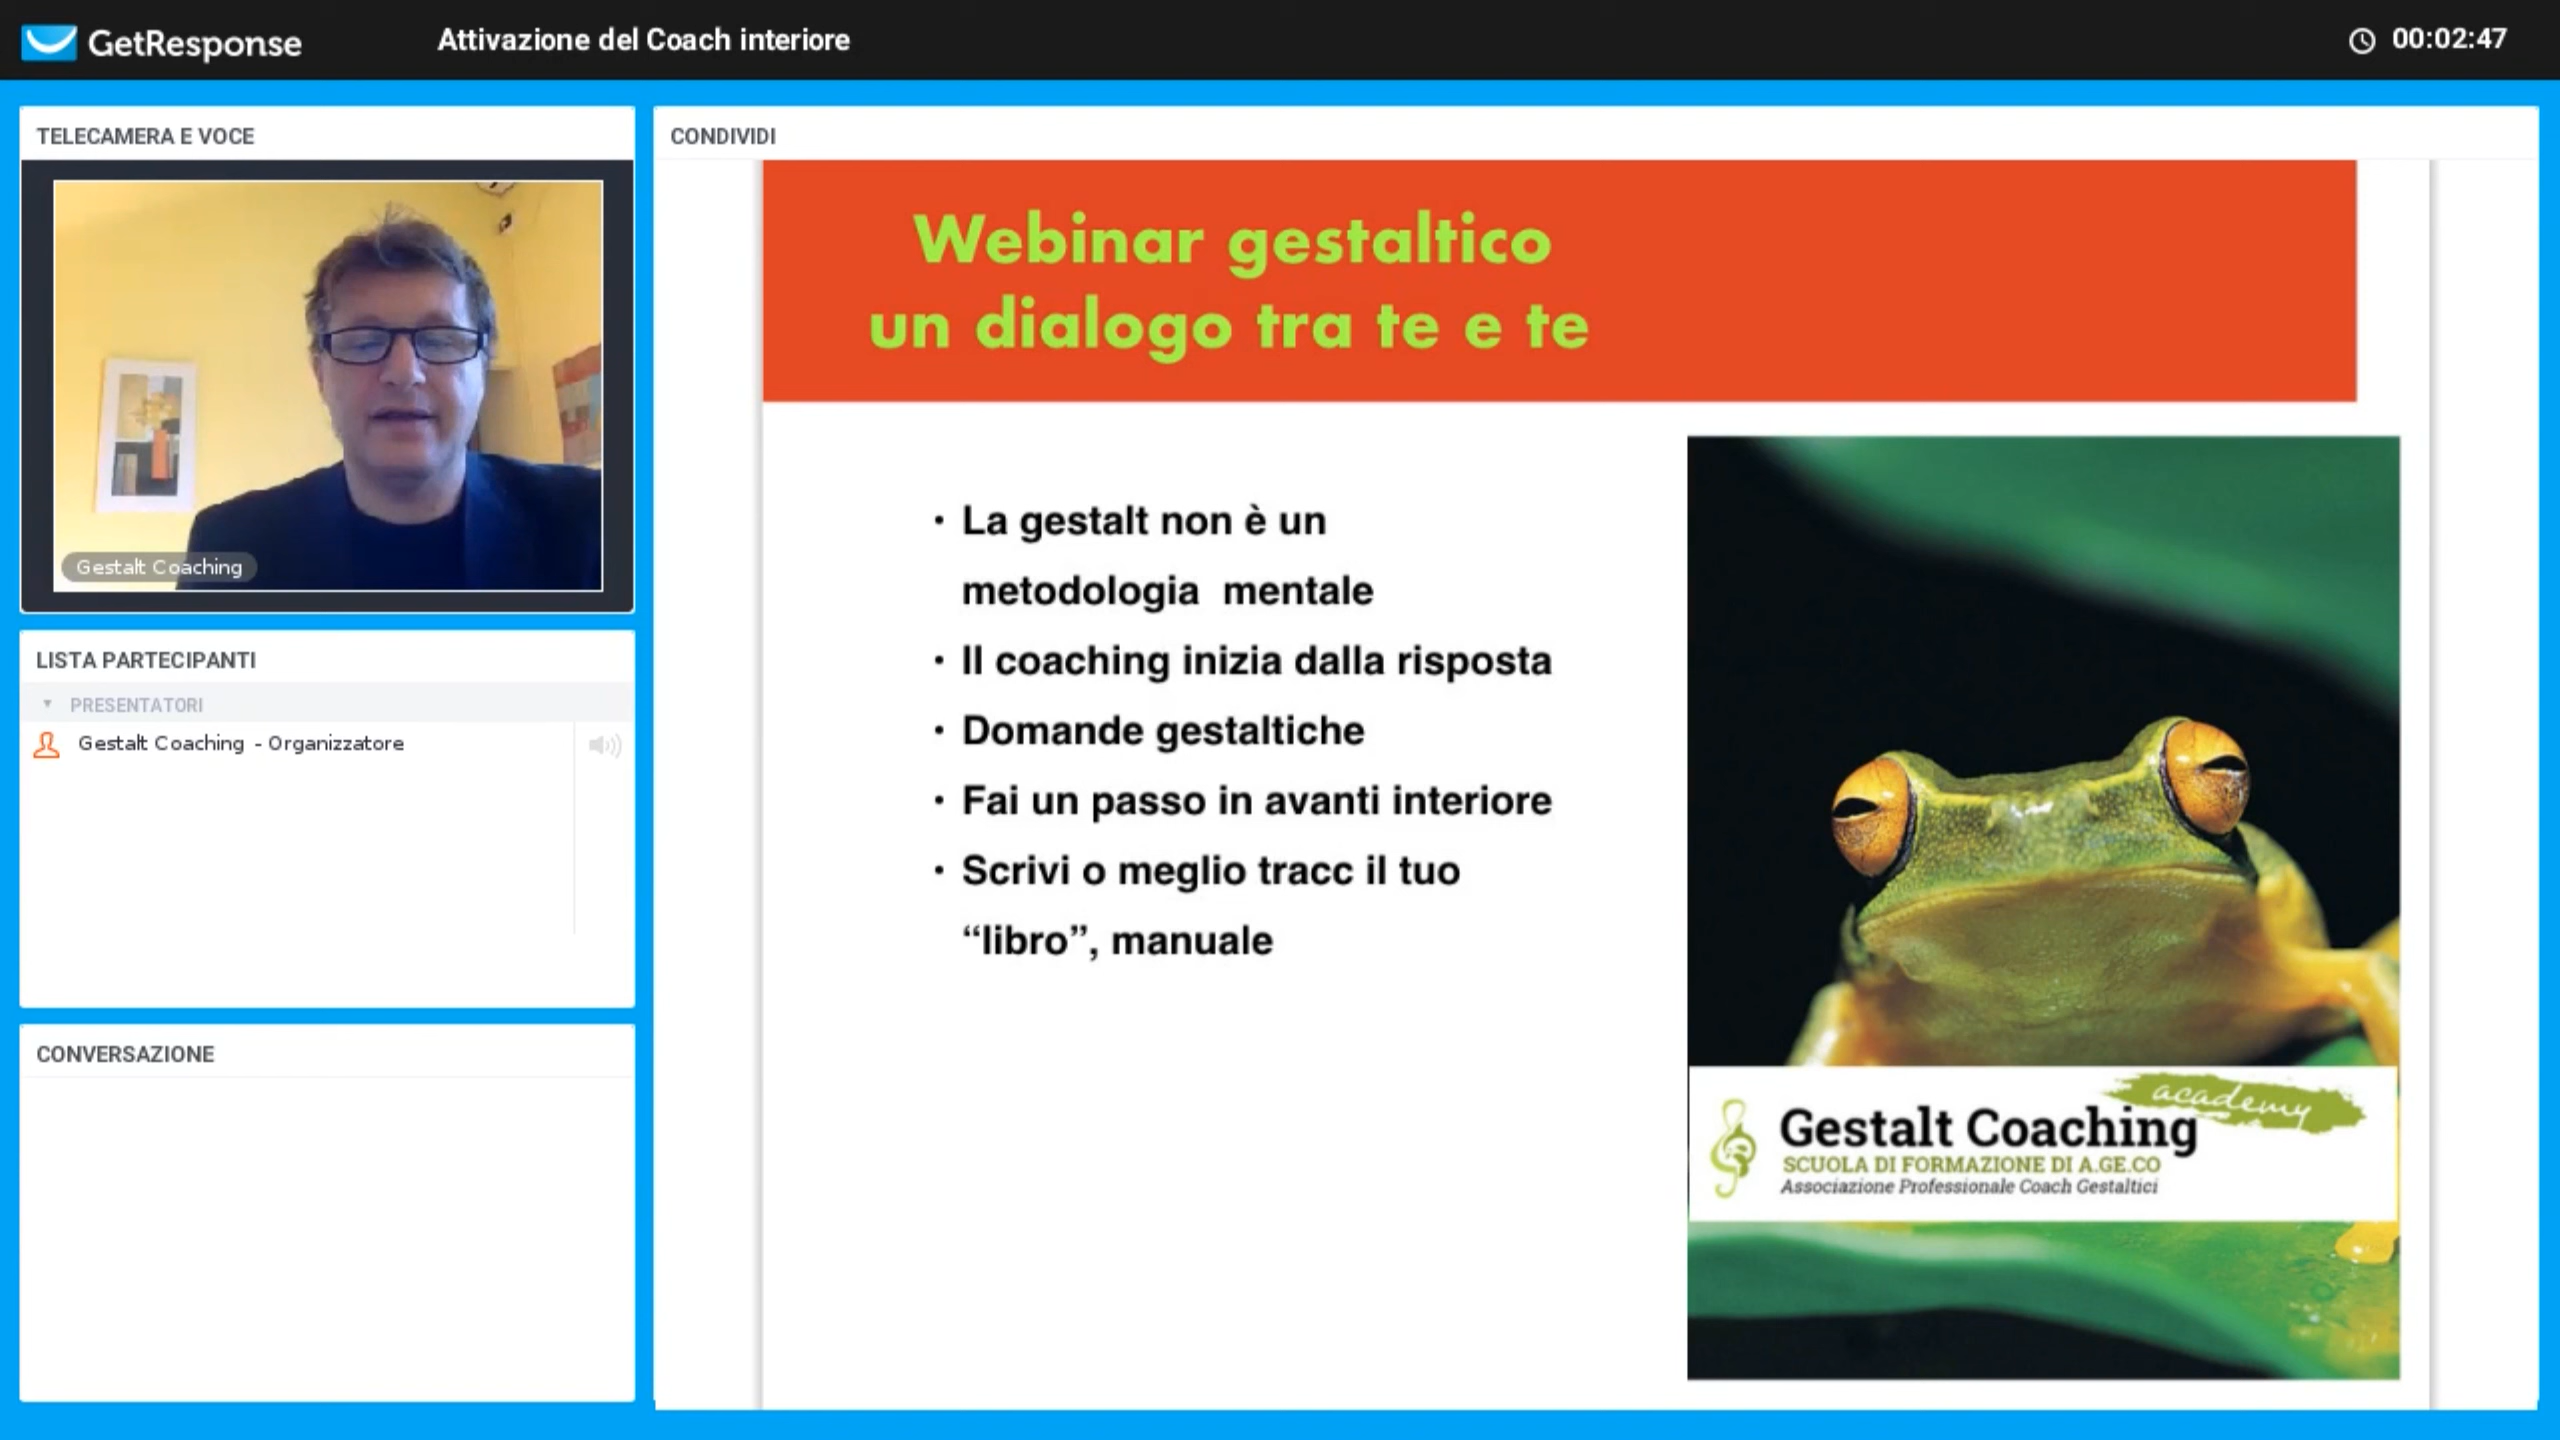 GetResponse
Attivazione del Coach interiore
00:02:47
TELECAMERA E VOCE
Gestalt Coaching
LISTA PARTECIPANTI
PRESENTATORI
Gestalt Coaching - Organizzatore
CONVERSAZIONE
CONDIVIDI
Webinar gestaltico
un dialogo tra te e te
• La gestalt non è un
metodologia mentale
• Il coaching inizia dalla risposta
• Domande gestaltiche
• Fai un passo in avanti interiore
• Scrivi o meglio tracc il tuo
“libro”, manuale
academy
Gestalt Coaching
SCUOLA DI FORMAZIONE DI A.GE.CO
Associazione Professionale Coach Gestaltici